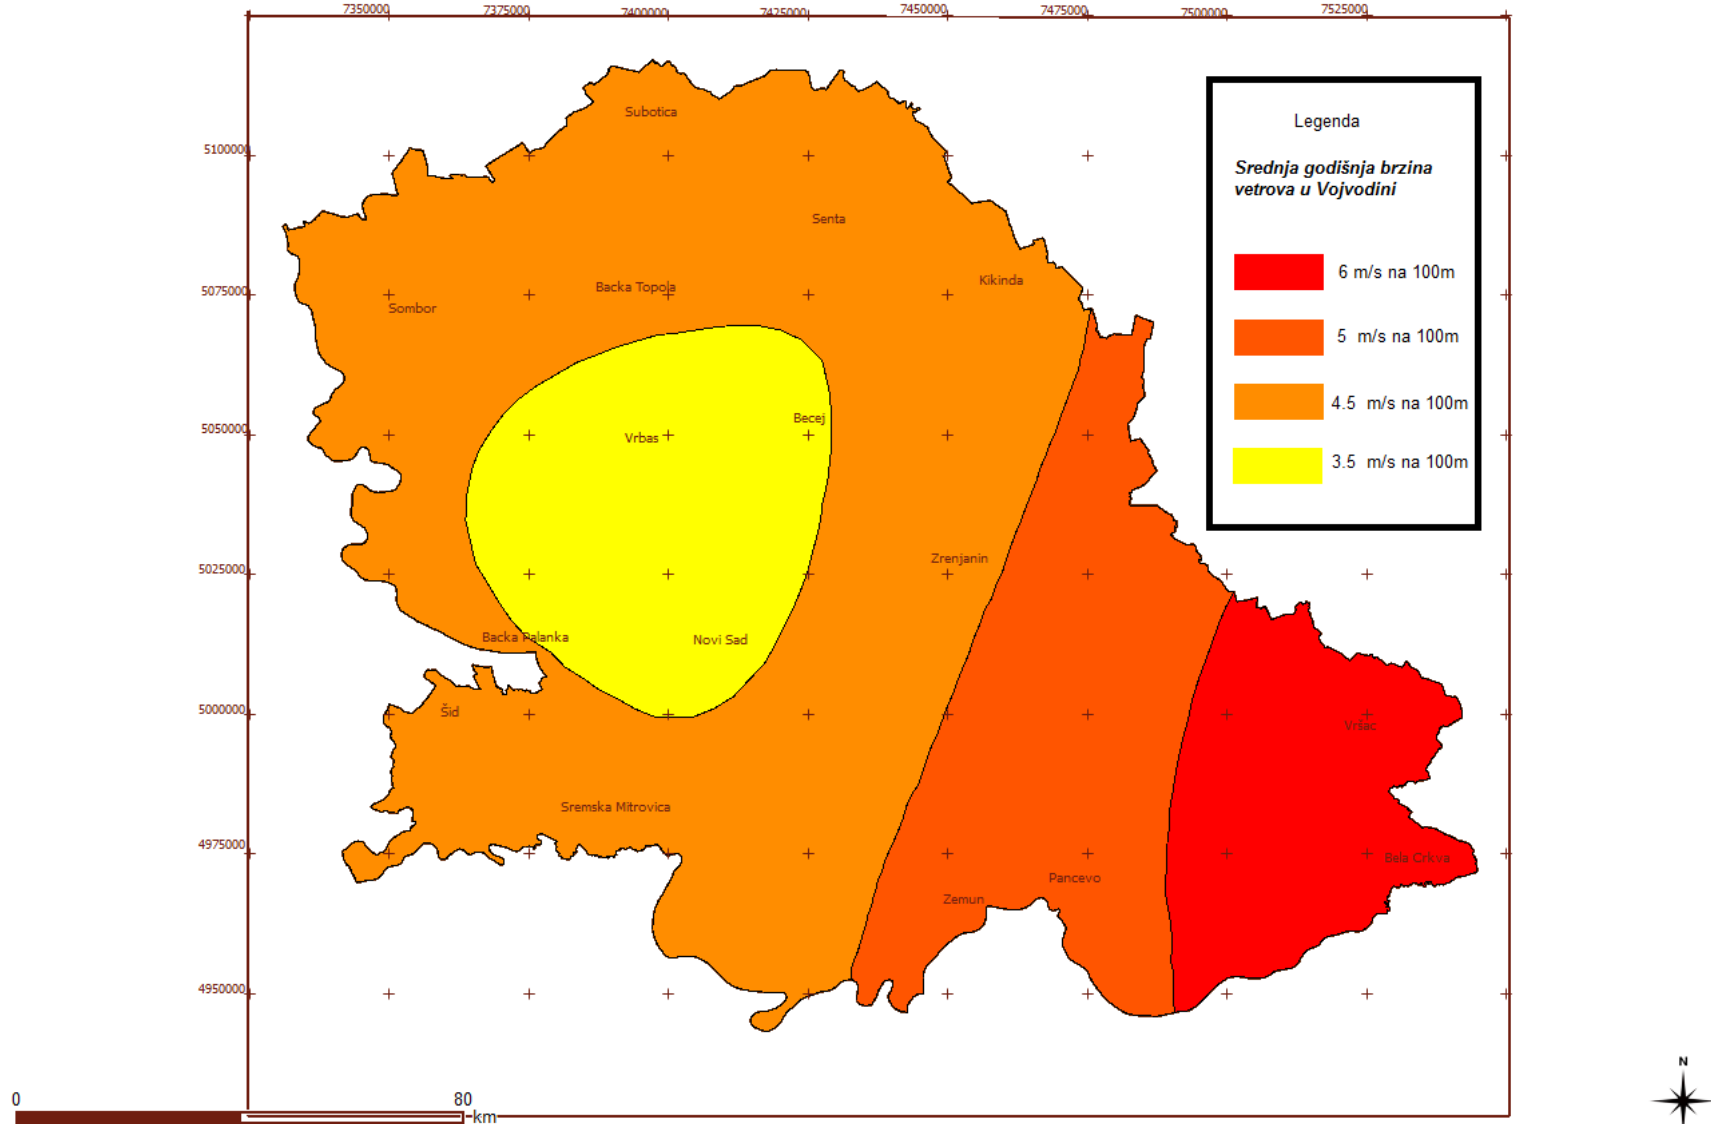 7350000 7375000 7400000 7425000 7450000 7475000 7500000 7525000
Legenda
Subotica
5100000
Srednja godišnja brzina
vetrova u Vojvodini
Senta
6 m/s na 100m
Kikinda
Backa Topola
5075000
Sombor
5 m/s na 100m
4.5 m/s na 100m
Becej
5050000
Vrbas
3.5 m/s na 100m
Zrenjanin
5025000
Backa Palanka
Novi Sad
5000000
Šid
Vršac
Sremska Mitrovica
4975000
Bela Crkva
Pancevo
Zemun
4950000
N
0 80
km